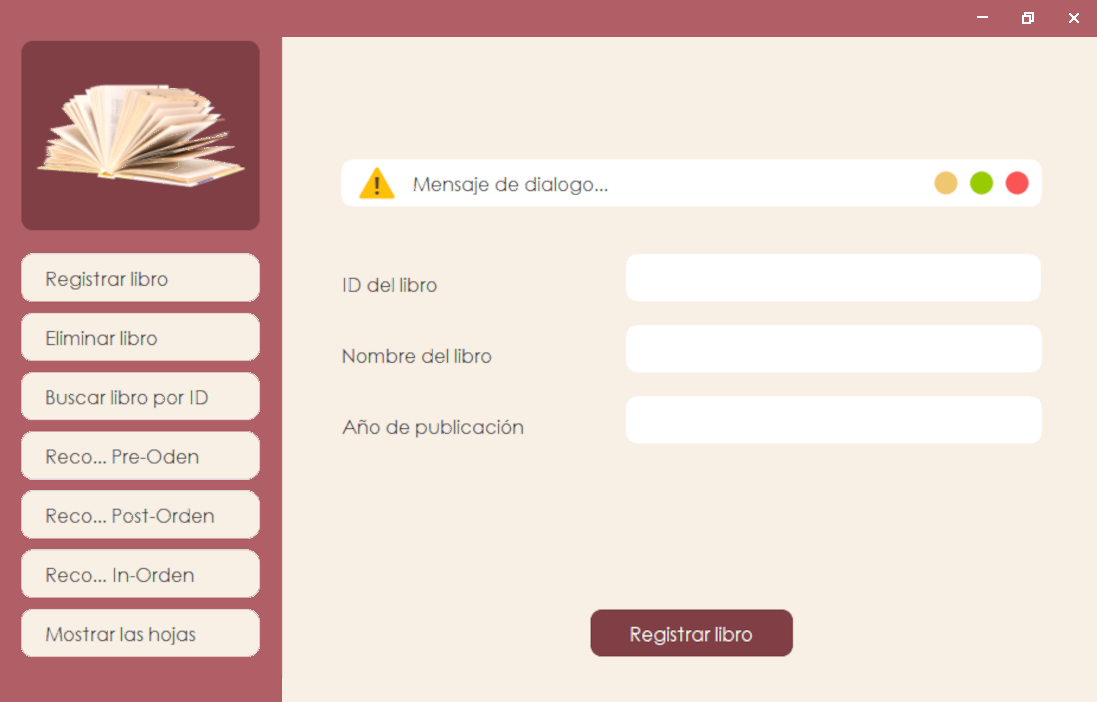 Registrar libro
Eliminar libro
Buscar libro por ID
Reco... Pre-Oden
Reco... Post-Orden
Reco... In-Orden
Mostrar las hojas
Mensaje de dialogo...
ID del libro
Nombre del libro
Año de publicación
Registrar libro